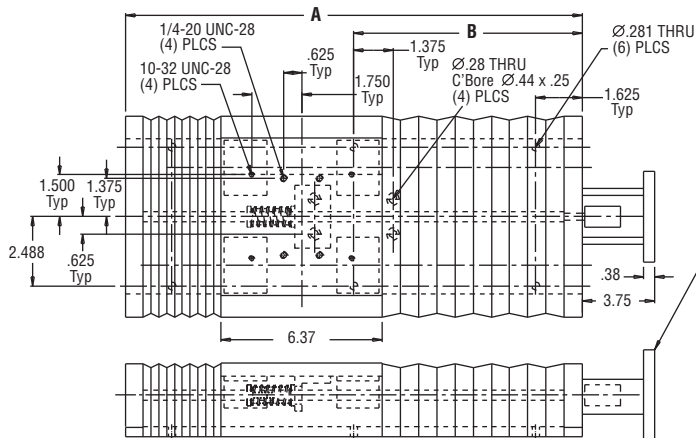 A
1/4-20 UNC-28
(4) PLCS
B
Ø.281 THRU
(6) PLCS
.625
Typ
1.375
Typ
10-32 UNC-28
(4) PLCS
1.750
Typ
Ø.28 THRU
C'Bore Ø.44 x .25
(4) PLCS
1.625
Typ
1.500
Typ
1.375
Typ
2.488
.625
Typ
.38
3.75
6.37